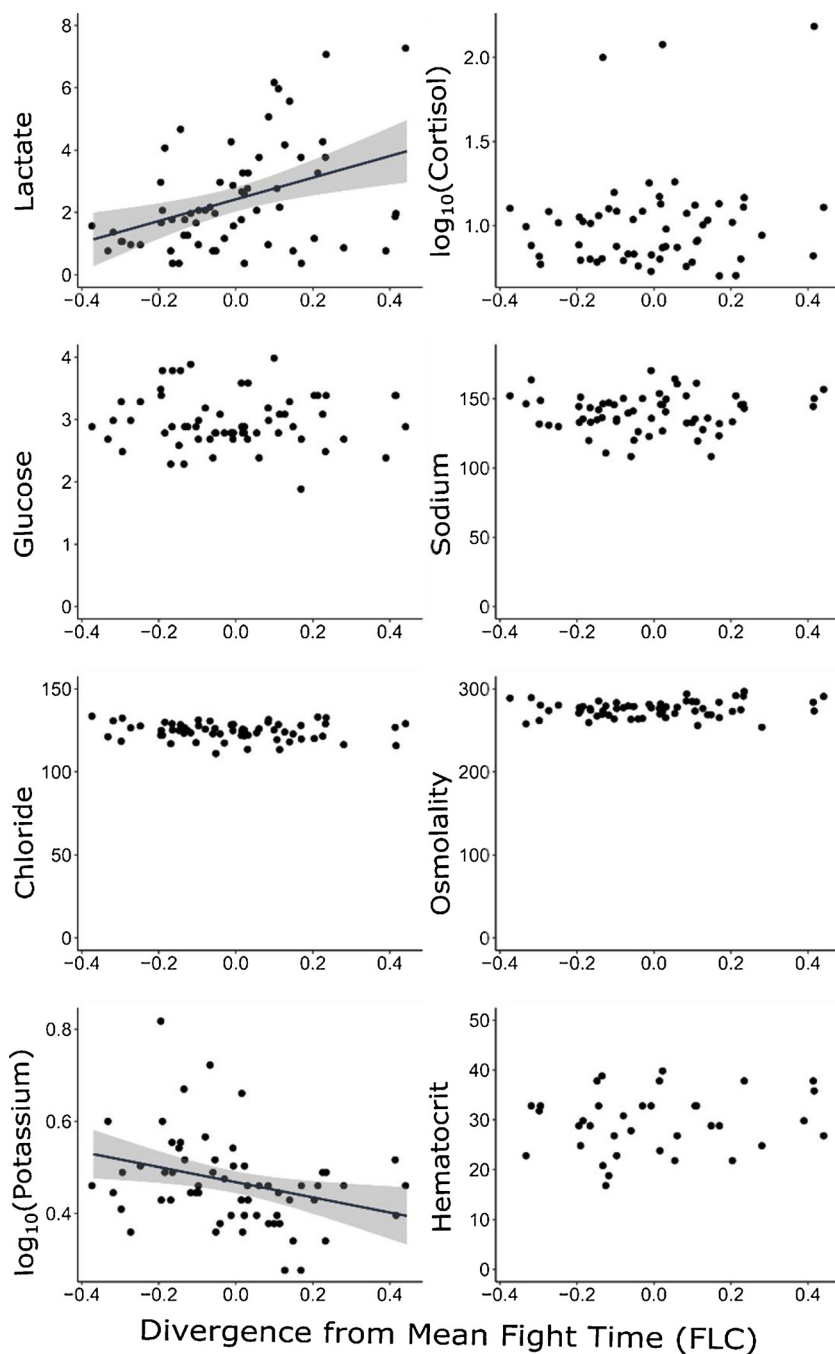 Lactate
8
6
4
2
0
−0.4 −0.2 0.0 0.2 0.4
log₁₀(Cortisol)
2.0
1.5
1.0
−0.4 −0.2 0.0 0.2 0.4
Glucose
4
3
2
1
0
−0.4 −0.2 0.0 0.2 0.4
Sodium
150
100
50
0
−0.4 −0.2 0.0 0.2 0.4
Chloride
150
100
50
0
−0.4 −0.2 0.0 0.2 0.4
Osmolality
300
200
100
0
−0.4 −0.2 0.0 0.2 0.4
log₁₀(Potassium)
0.8
0.6
0.4
−0.4 −0.2 0.0 0.2 0.4
Hematocrit
50
40
30
20
10
0
−0.4 −0.2 0.0 0.2 0.4
Divergence from Mean Fight Time (FLC)